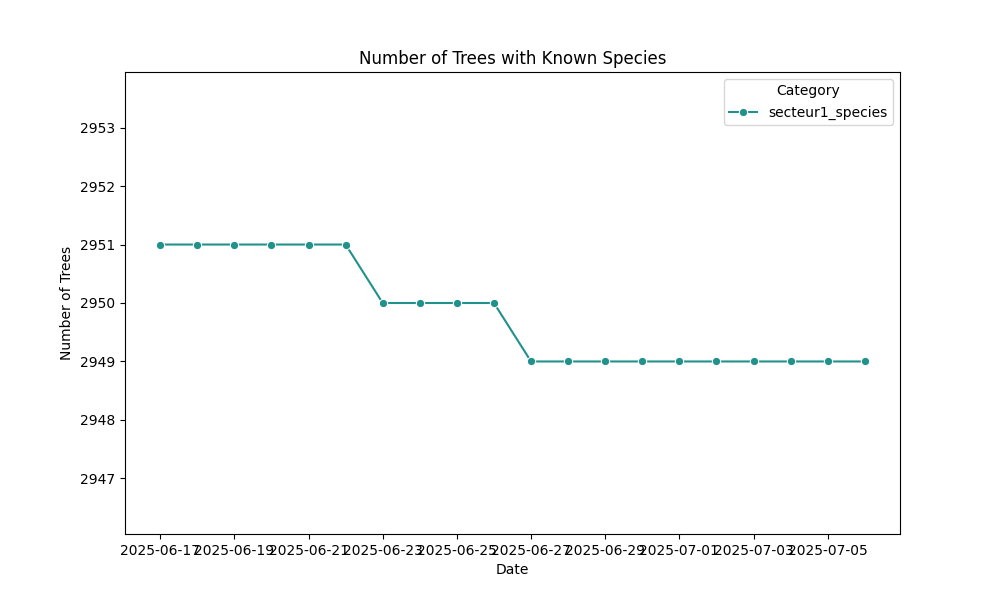 Number of Trees with Known Species
Category
secteur1_species
2953
2952
2951
2950
2949
2948
2947
Number of Trees
2025-06-17 2025-06-19 2025-06-21 2025-06-23 2025-06-25 2025-06-27 2025-06-29 2025-07-01 2025-07-03 2025-07-05
Date